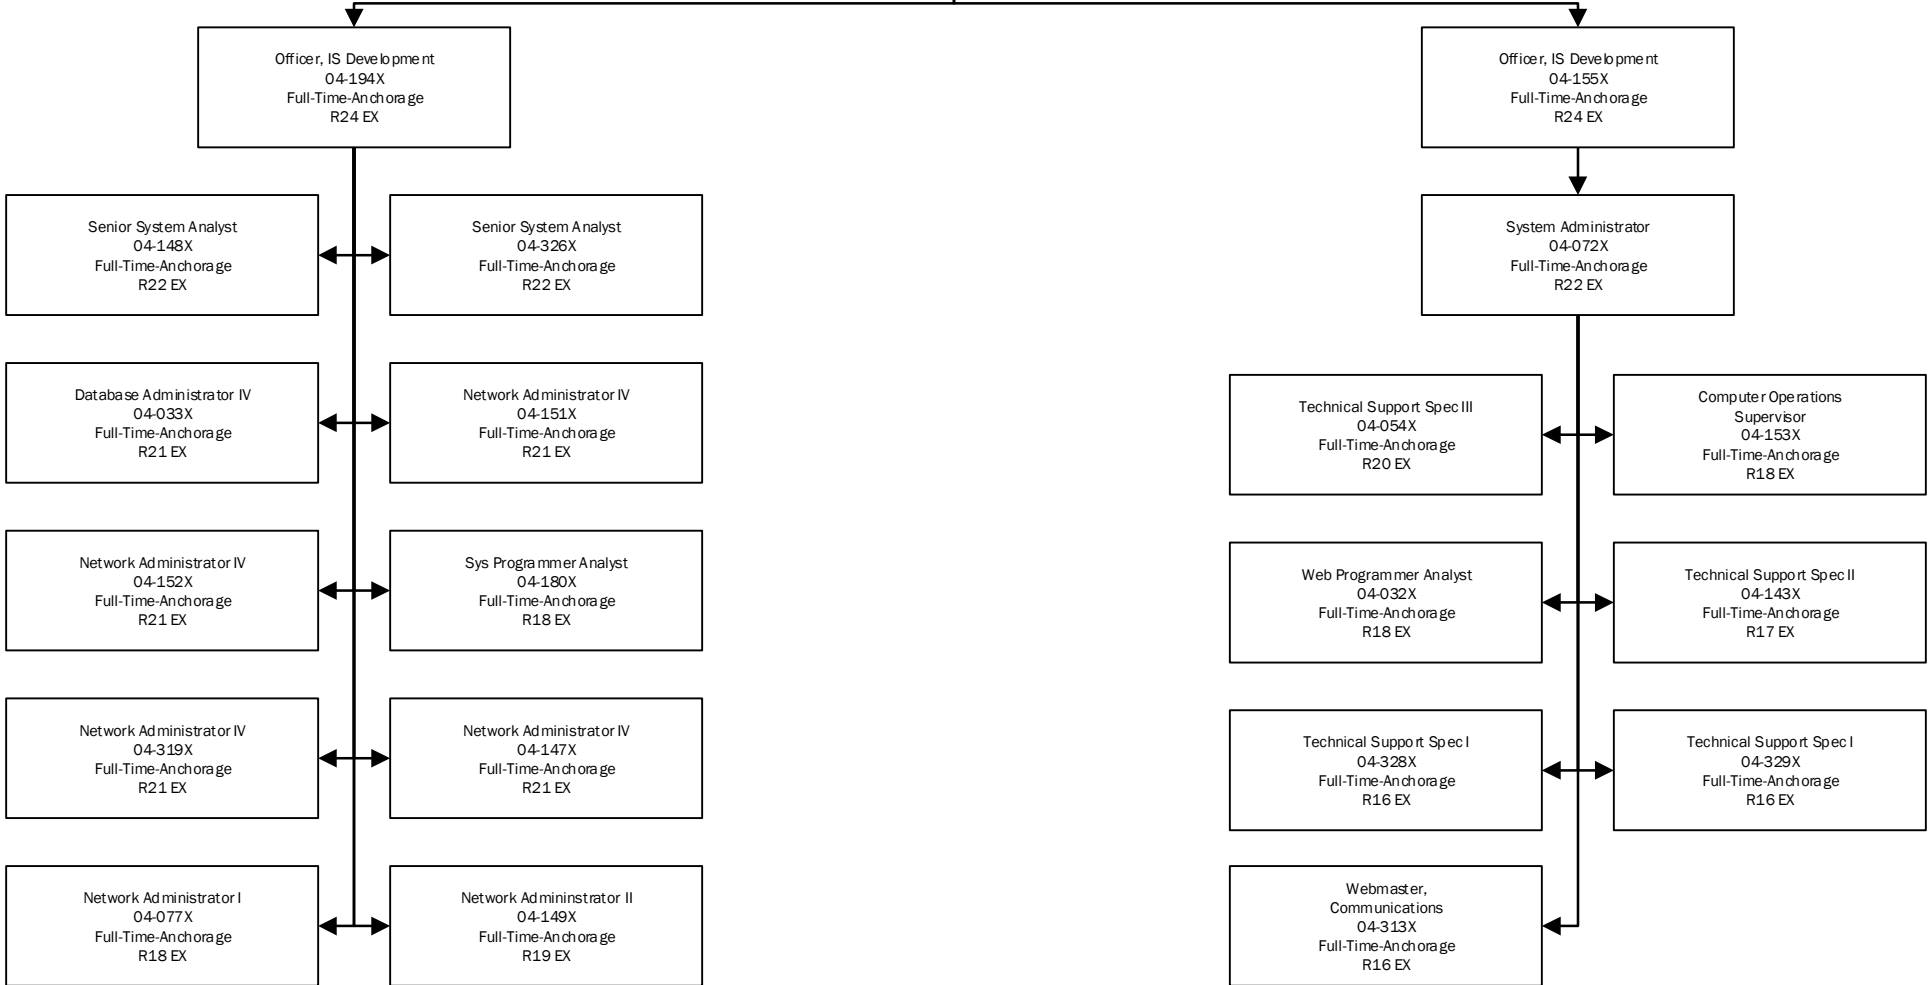 Officer, IS Development
04-194X
Full-Time-Anchorage
R24 EX
Officer, IS Development
04-155X
Full-Time-Anchorage
R24 EX
Senior System Analyst
04-148X
Full-Time-Anchorage
R22 EX
Senior System Analyst
04-326X
Full-Time-Anchorage
R22 EX
System Administrator
04-072X
Full-Time-Anchorage
R22 EX
Database Administrator IV
04-033X
Full-Time-Anchorage
R21 EX
Network Administrator IV
04-151X
Full-Time-Anchorage
R21 EX
Technical Support Spec III
04-054X
Full-Time-Anchorage
R20 EX
Computer Operations
Supervisor
04-153X
Full-Time-Anchorage
R18 EX
Network Administrator IV
04-152X
Full-Time-Anchorage
R21 EX
Sys Programmer Analyst
04-180X
Full-Time-Anchorage
R18 EX
Web Programmer Analyst
04-032X
Full-Time-Anchorage
R18 EX
Technical Support Spec II
04-143X
Full-Time-Anchorage
R17 EX
Network Administrator IV
04-319X
Full-Time-Anchorage
R21 EX
Network Administrator IV
04-147X
Full-Time-Anchorage
R21 EX
Technical Support Spec I
04-328X
Full-Time-Anchorage
R16 EX
Technical Support Spec I
04-329X
Full-Time-Anchorage
R16 EX
Network Administrator I
04-077X
Full-Time-Anchorage
R18 EX
Network Admininstrator II
04-149X
Full-Time-Anchorage
R19 EX
Webmaster,
Communications
04-313X
Full-Time-Anchorage
R16 EX